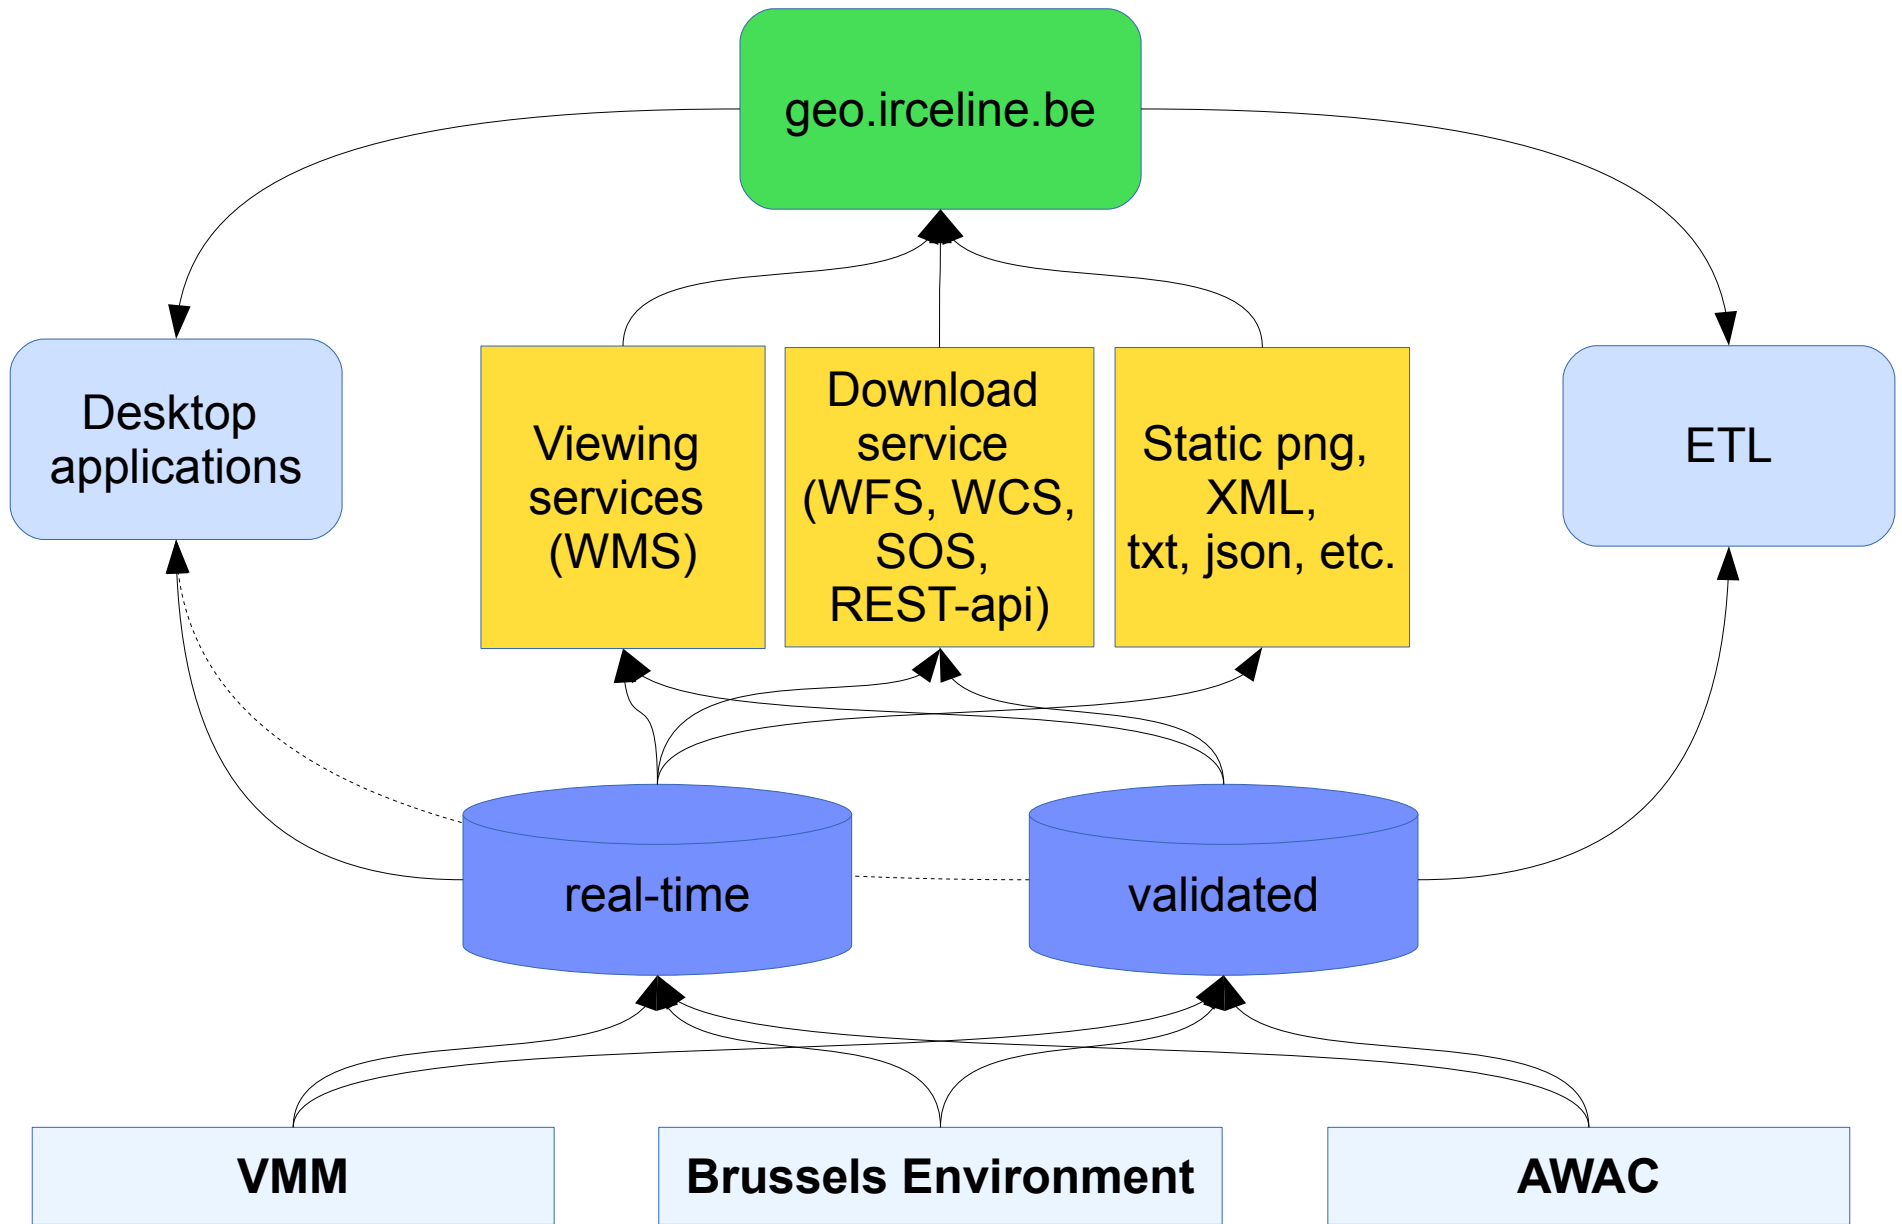 geo.irceline.be
Desktop
applications
Viewing
services
(WMS)
Download
service
(WFS, WCS,
SOS,
REST-api)
Static png,
XML,
txt, json, etc.
ETL
real-time
validated
VMM
Brussels Environment
AWAC